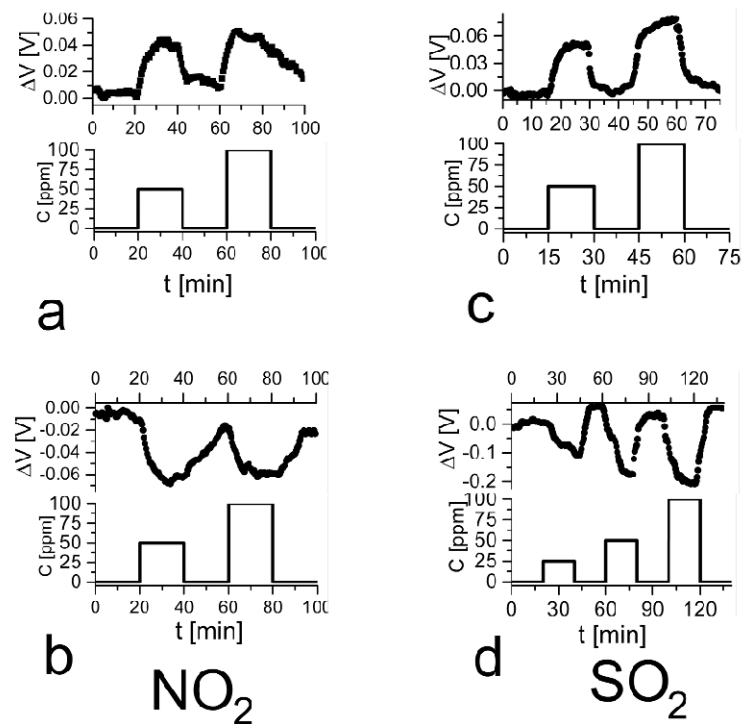 0.06
0.04
0.02
0.00
ΔV [V]
0 20 40 60 80 100
100
75
50
25
0
C [ppm]
0 20 40 60 80 100
t [min]
a
-0.06
0.03
0.00
ΔV [V]
0 10 20 30 40 50 60 70
100
75
50
25
0
C [ppm]
0 15 30 45 60 75
t [min]
c
0 20 40 60 80 100
0.00
-0.02
-0.04
-0.06
ΔV [V]
100
75
50
25
0
C [ppm]
0 20 40 60 80 100
t [min]
b
NO2
0 30 60 80 90 120
0.0
-0.1
-0.2
ΔV [V]
100
75
50
25
0
C [ppm]
0 30 60 90 120
t [min]
d
SO2